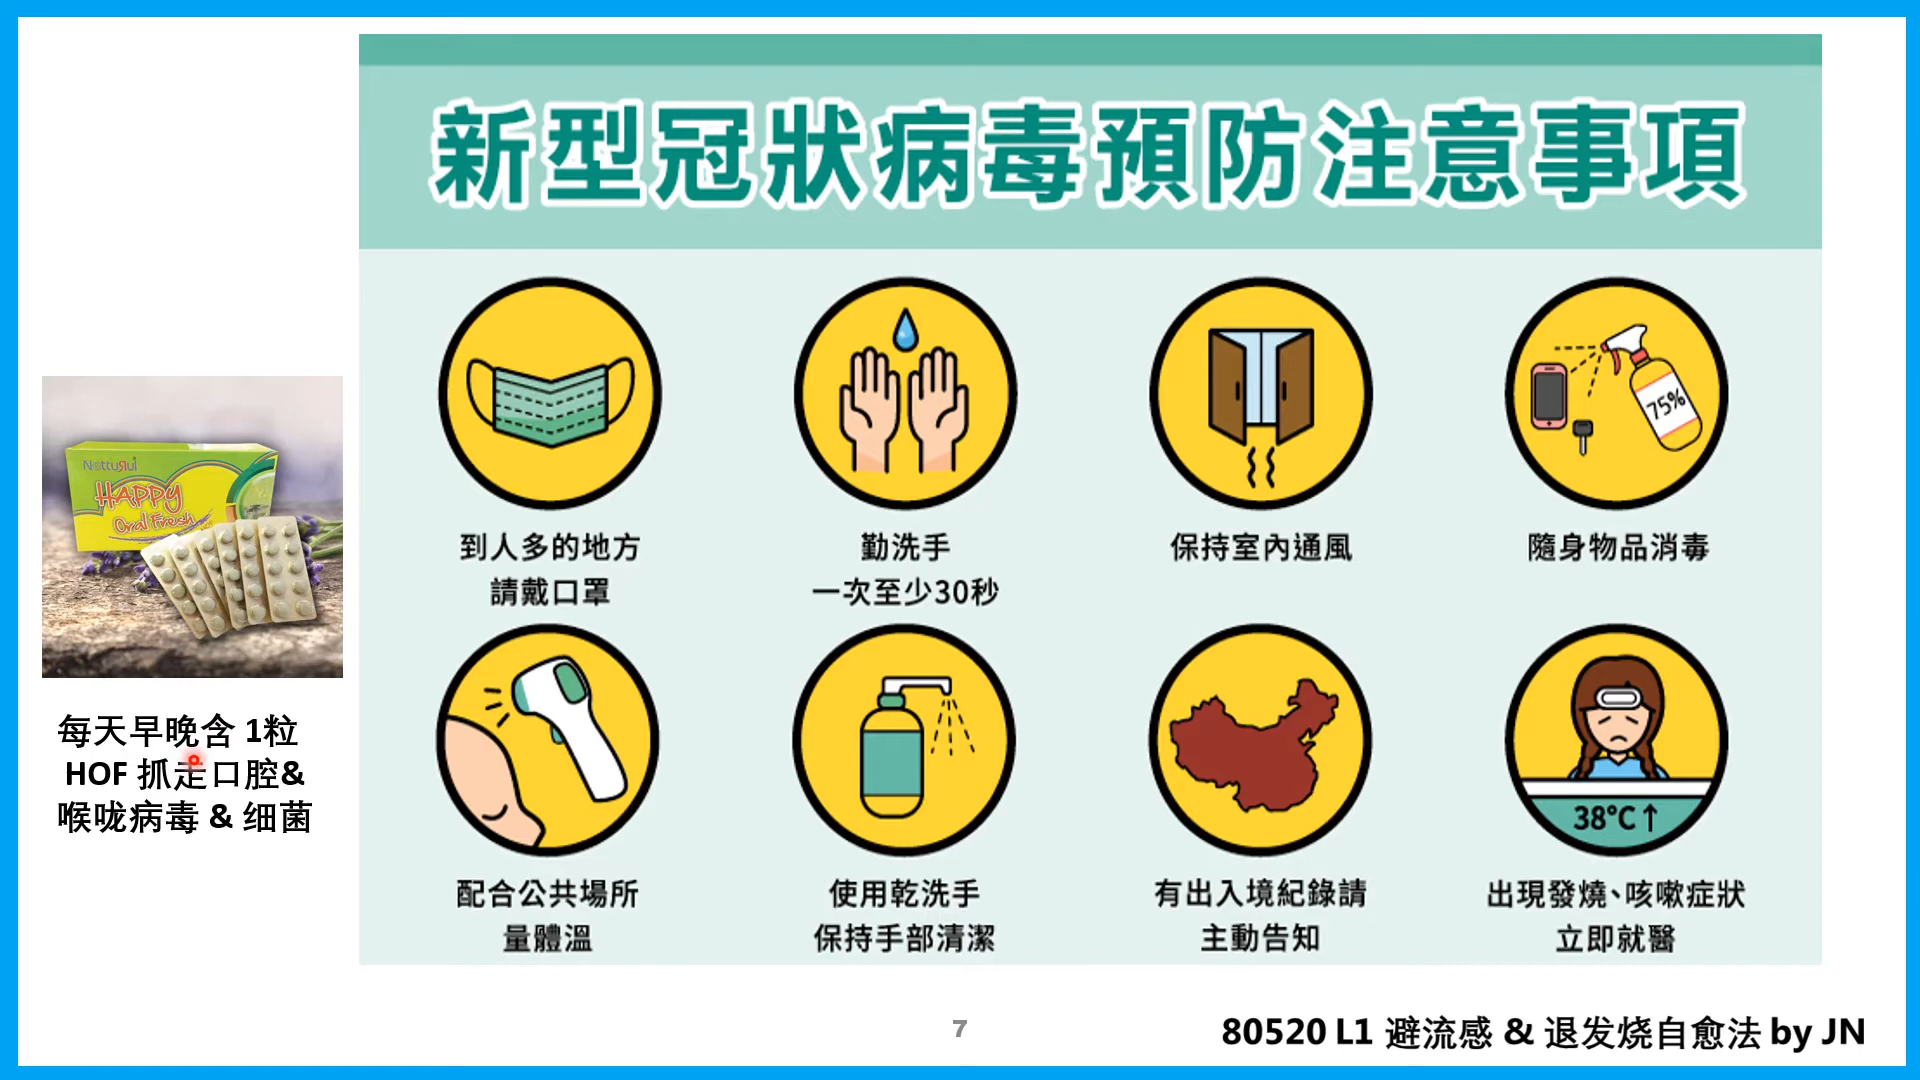 新型冠狀病毒預防注意事項
75%
到人多的地方
請戴口罩
勤洗手
一次至少30秒
保持室內通風
隨身物品消毒
38°C↑
配合公共場所
量體溫
使用乾洗手
保持手部清潔
有出入境紀錄請
主動告知
出現發燒、咳嗽症狀
立即就醫
HAPPY
Oral Fresh
每天早晚含 1粒
HOF 抓走口腔&
喉咙病毒 & 细菌
7
80520 L1 避流感 & 退发烧自愈法 by JN